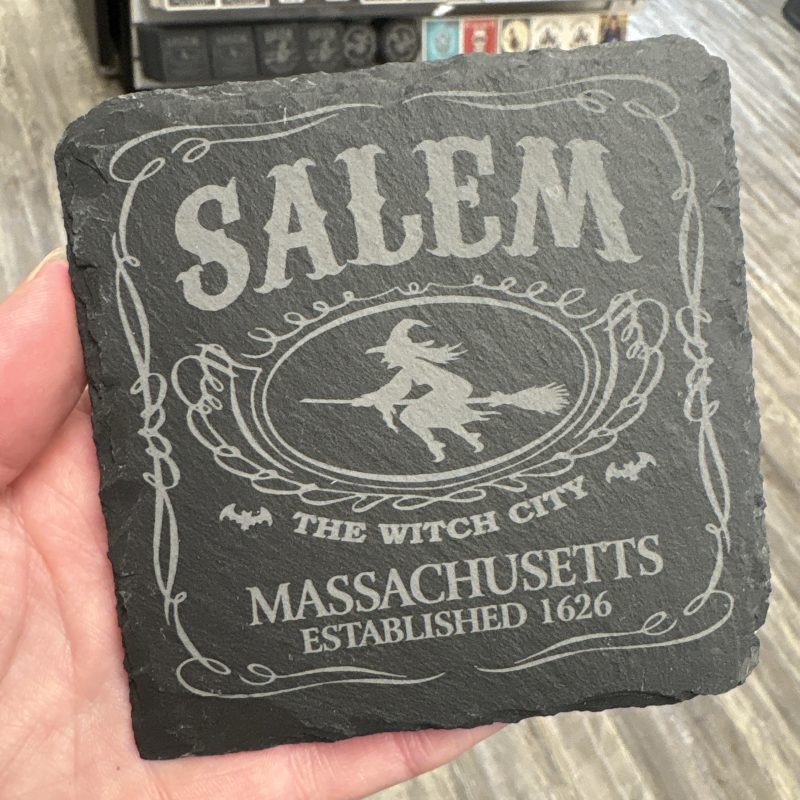 SALEM
THE WITCH CITY
MASSACHUSETTS
ESTABLISHED 1626